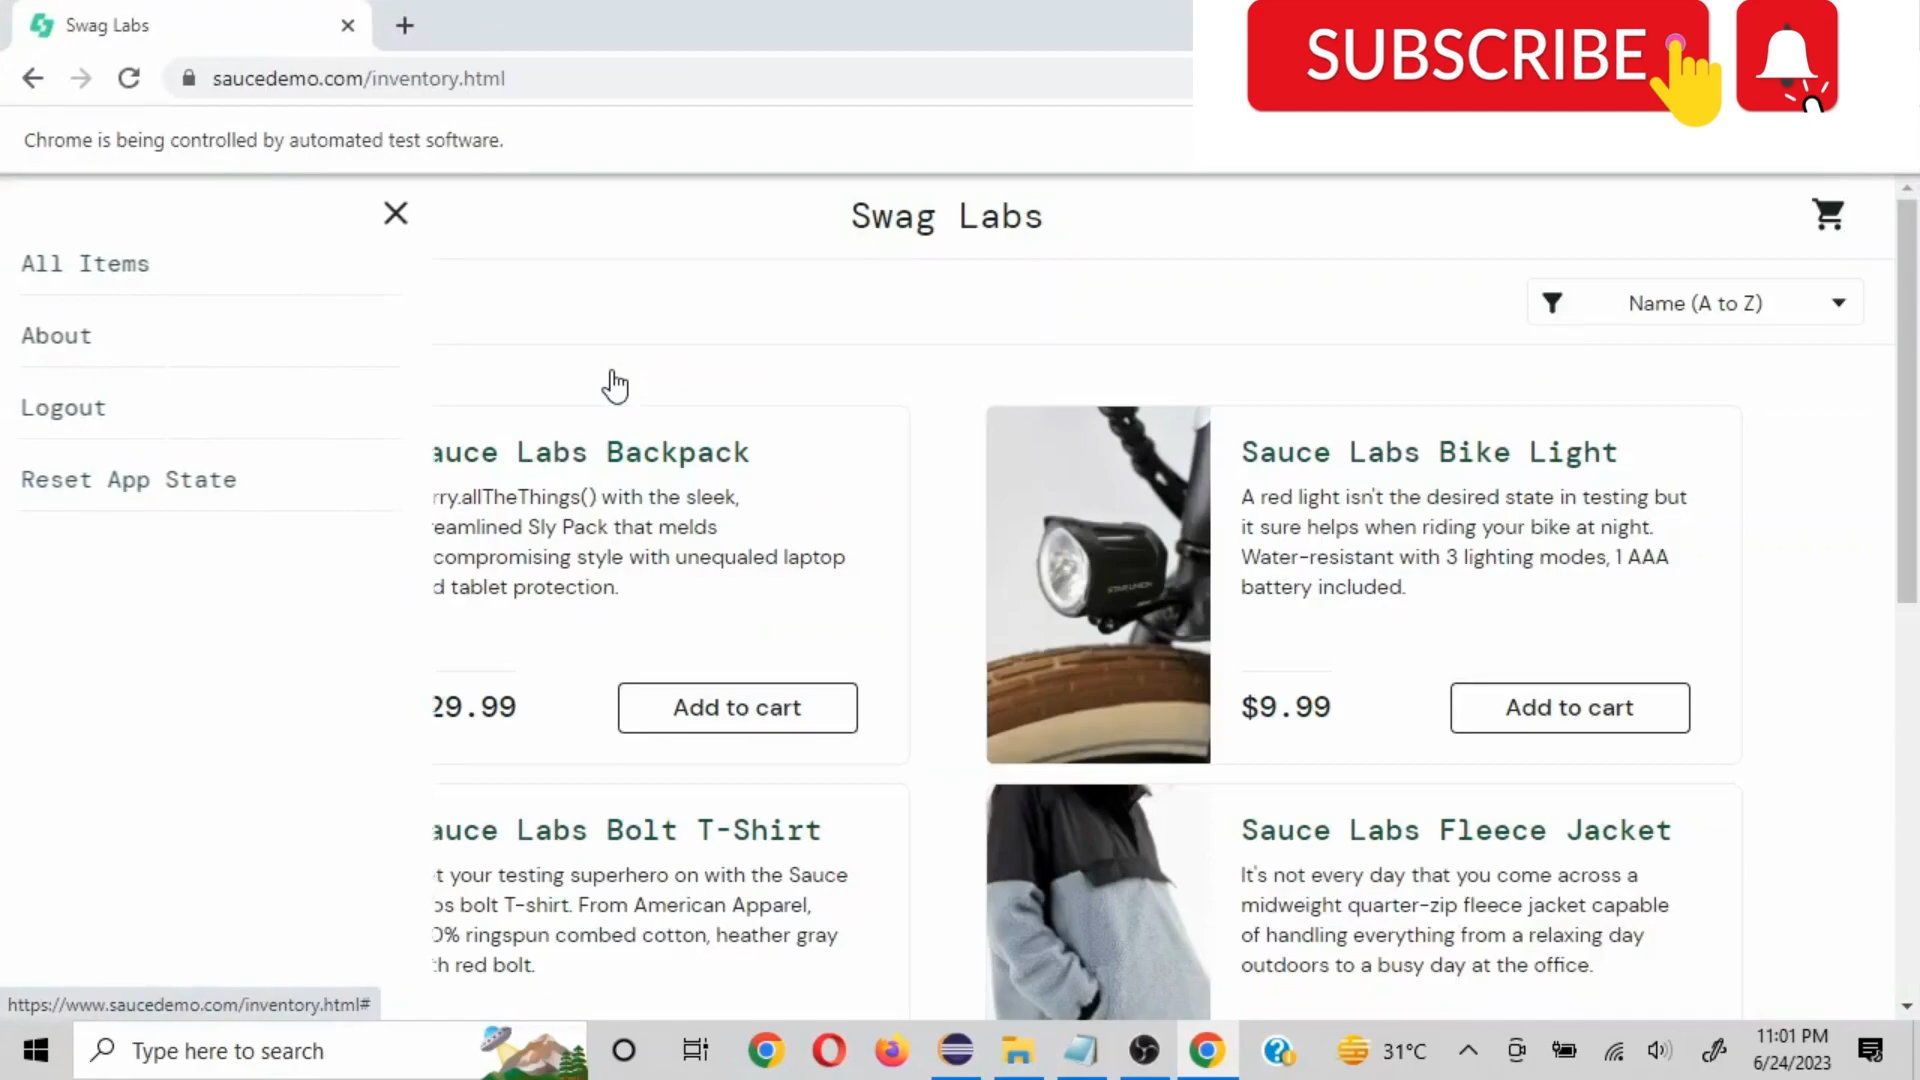 Swag Labs
saucedemo.com/inventory.html
SUBSCRIBE
Chrome is being controlled by automated test software.
Swag Labs
All Items
About
Logout
Reset App State
Name (A to Z)
auce Labs Backpack
rry.allTheThings() with the sleek,
reamlined Sly Pack that melds
compromising style with unequaled laptop
d tablet protection.
29.99
Add to cart
STAR UNION
Sauce Labs Bike Light
A red light isn't the desired state in testing but
it sure helps when riding your bike at night.
Water-resistant with 3 lighting modes, 1 AAA
battery included.
$9.99
Add to cart
auce Labs Bolt T-Shirt
t your testing superhero on with the Sauce
bs bolt T-shirt. From American Apparel,
0% ringspun combed cotton, heather gray
th red bolt.
Sauce Labs Fleece Jacket
It's not every day that you come across a
midweight quarter-zip fleece jacket capable
of handling everything from a relaxing day
outdoors to a busy day at the office.
https://www.saucedemo.com/inventory.html#
Type here to search
31°C
11:01 PM
6/24/2023